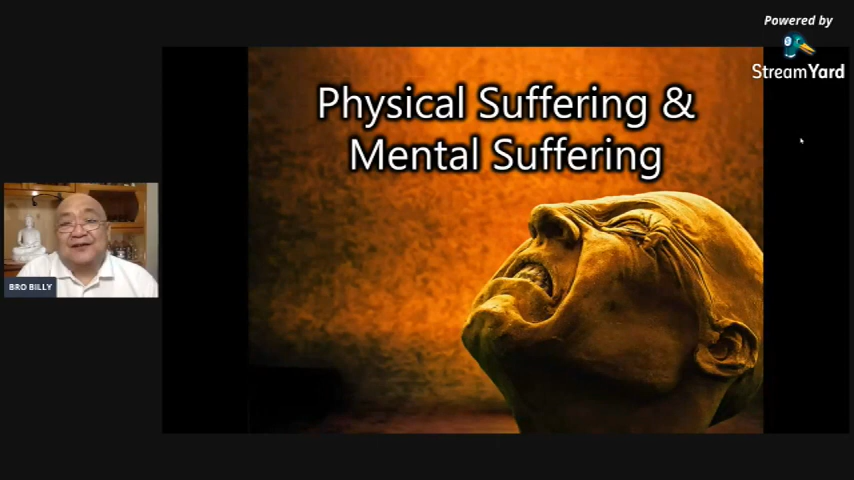 Powered by
StreamYard
Physical Suffering &
Mental Suffering
BRO BILLY